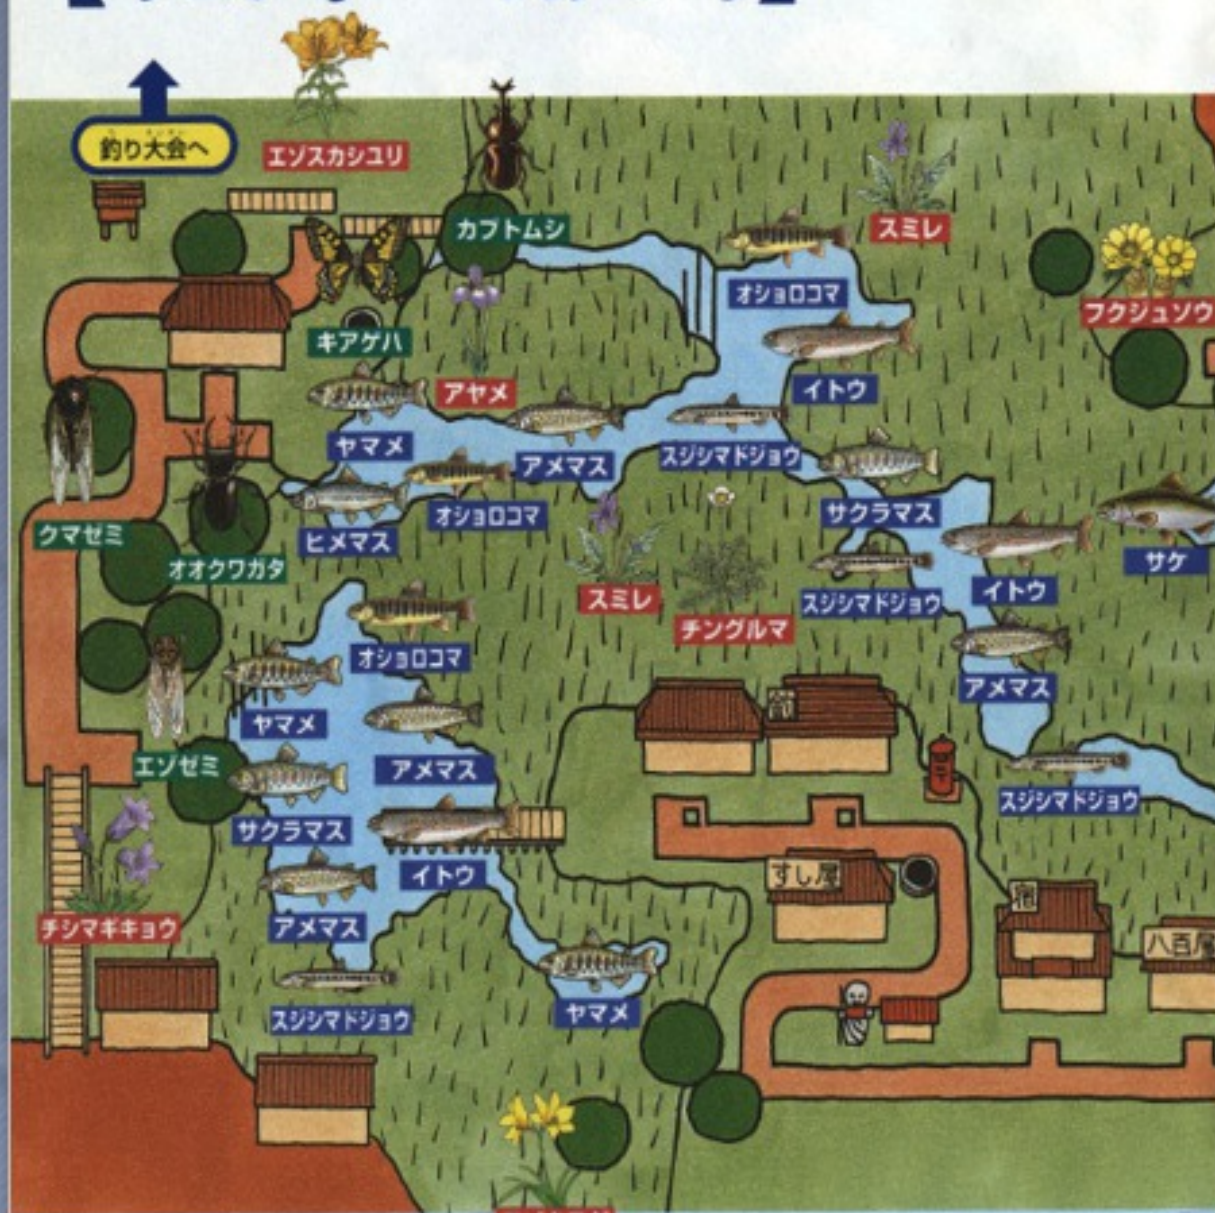 釣り大会へ
エゾスカシユリ
カブトムシ
スミレ
オショロコマ
フクジュソウ
キアゲハ
アヤメ
イトウ
ヤマメ
アメマス
スジシマドジョウ
オショロコマ
サクラマス
クマゼミ
ヒメマス
オオクワガタ
サケ
スミレ
スジシマドジョウ
イトウ
チングルマ
オショロコマ
アメマス
ヤマメ
エゾゼミ
アメマス
スジシマドジョウ
サクラマス
イトウ
すし屋
宿
チシマギキョウ
アメマス
八百屋
スジシマドジョウ
ヤマメ